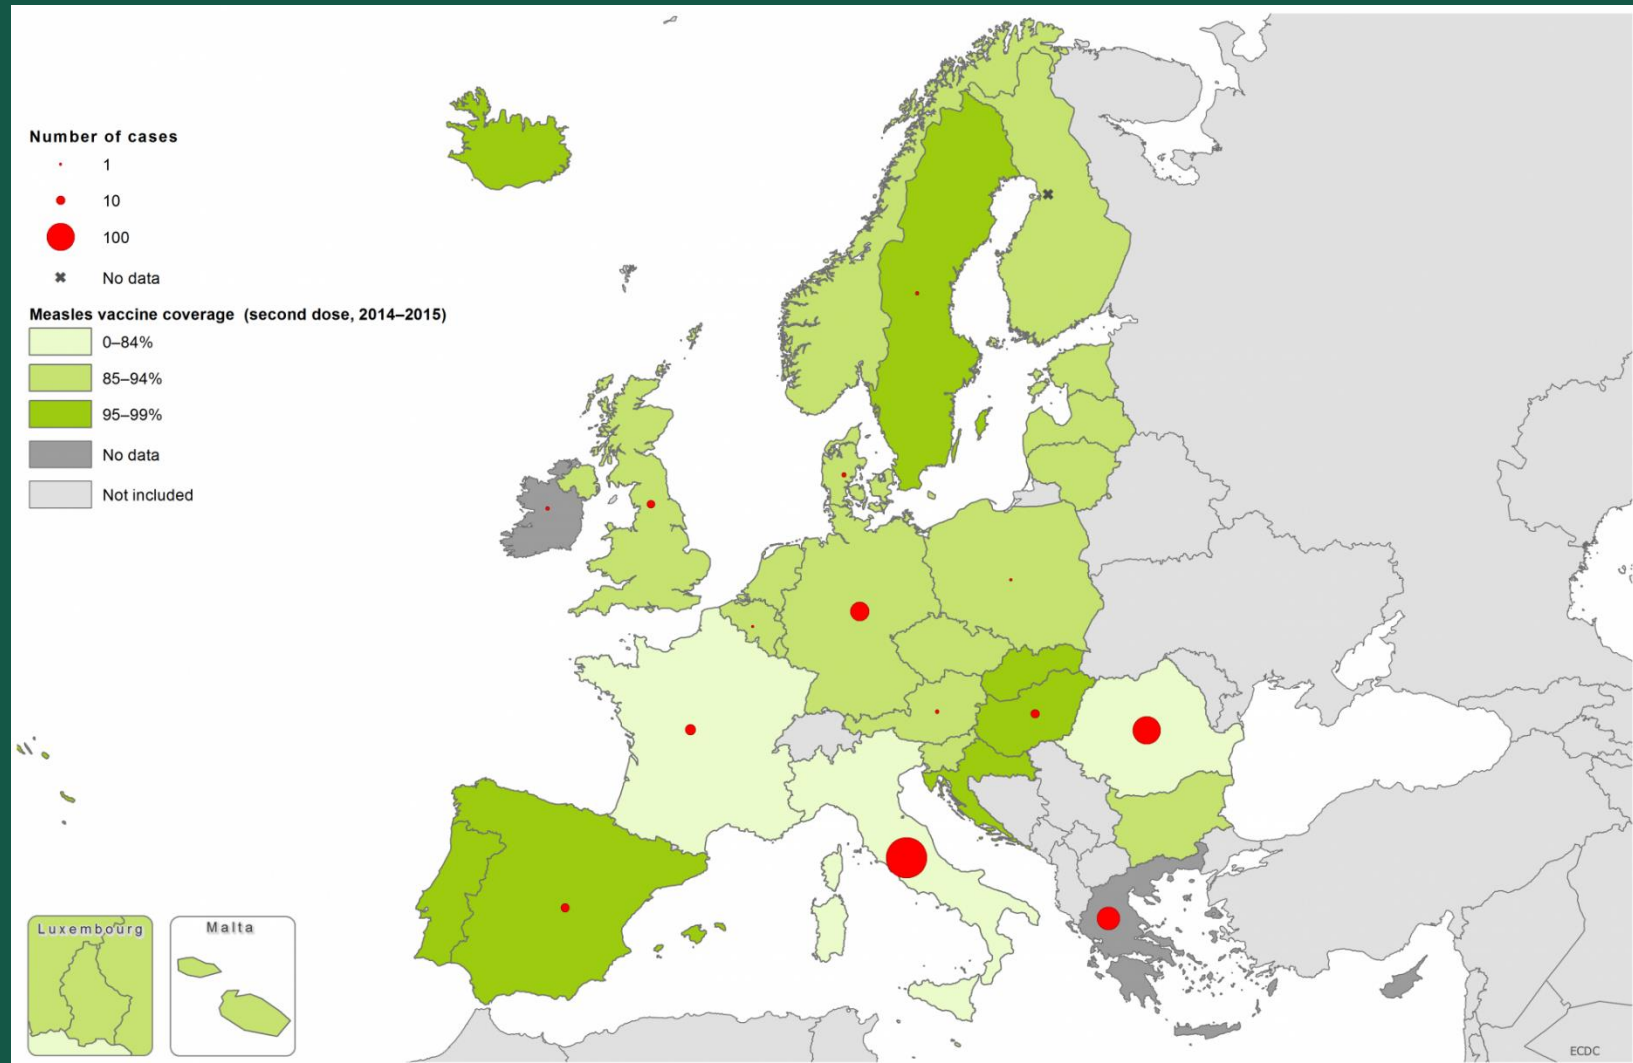 Number of cases
1
10
100
No data
Measles vaccine coverage (second dose, 2014–2015)
0–84%
85–94%
95–99%
No data
Not included
Luxembourg
Malta
ECDC